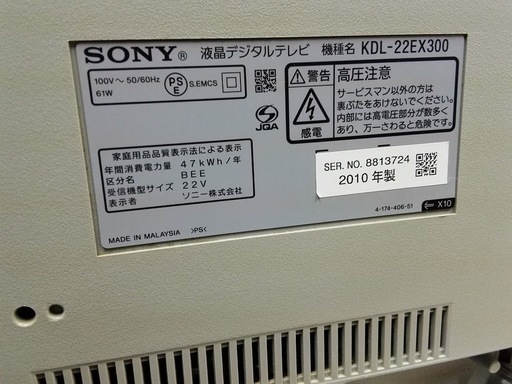 SONY® 液晶デジタルテレビ 機種名 KDL-22EX300
100V～ 50/60Hz
61W
PS
E
S.EMCS
JQA
警告 高圧注意
サービスマン以外の方は
裏ぶたをあけないでください。
内部には高電圧部分が数多く
あり、万一さわると危険です。
感電
家庭用品品質表示法による表示
年間消費電力量 47kWh/年
区分名 BEE
受信機型サイズ 22V
表示者 ソニー株式会社
SER. NO. 8813724
2010 年製
4-174-406-51
X10
MADE IN MALAYSIA >PS<